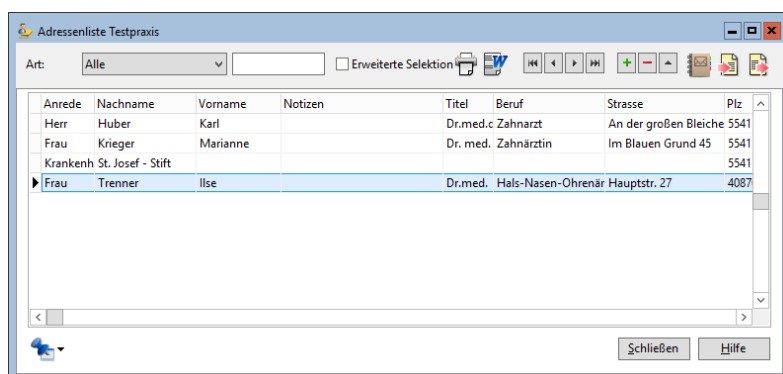 Adressenliste Testpraxis
Art: Alle Erweiterte Selektion
Anrede Nachname Vorname Notizen Titel Beruf Strasse Plz
Herr Huber Karl Dr.med.d Zahnarzt An der großen Bleiche 5541
Frau Krieger Marianne Dr. med. Zahnärztin Im Blauen Grund 45 5541
Krankenh St. Josef - Stift 5541
Frau Trenner Ilse Dr.med. Hals-Nasen-Ohrenär Hauptstr. 27 4087
Schließen Hilfe